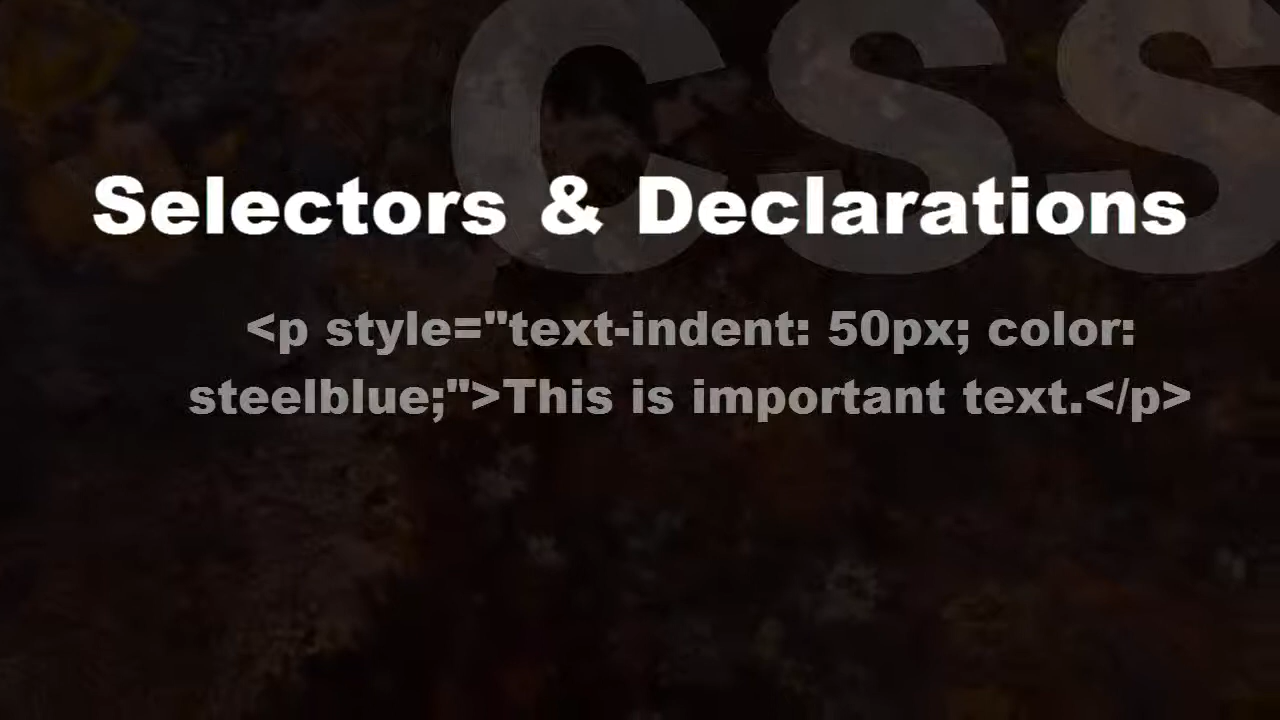 CSS
Selectors & Declarations
<p style="text-indent: 50px; color:
steelblue;">This is important text.</p>